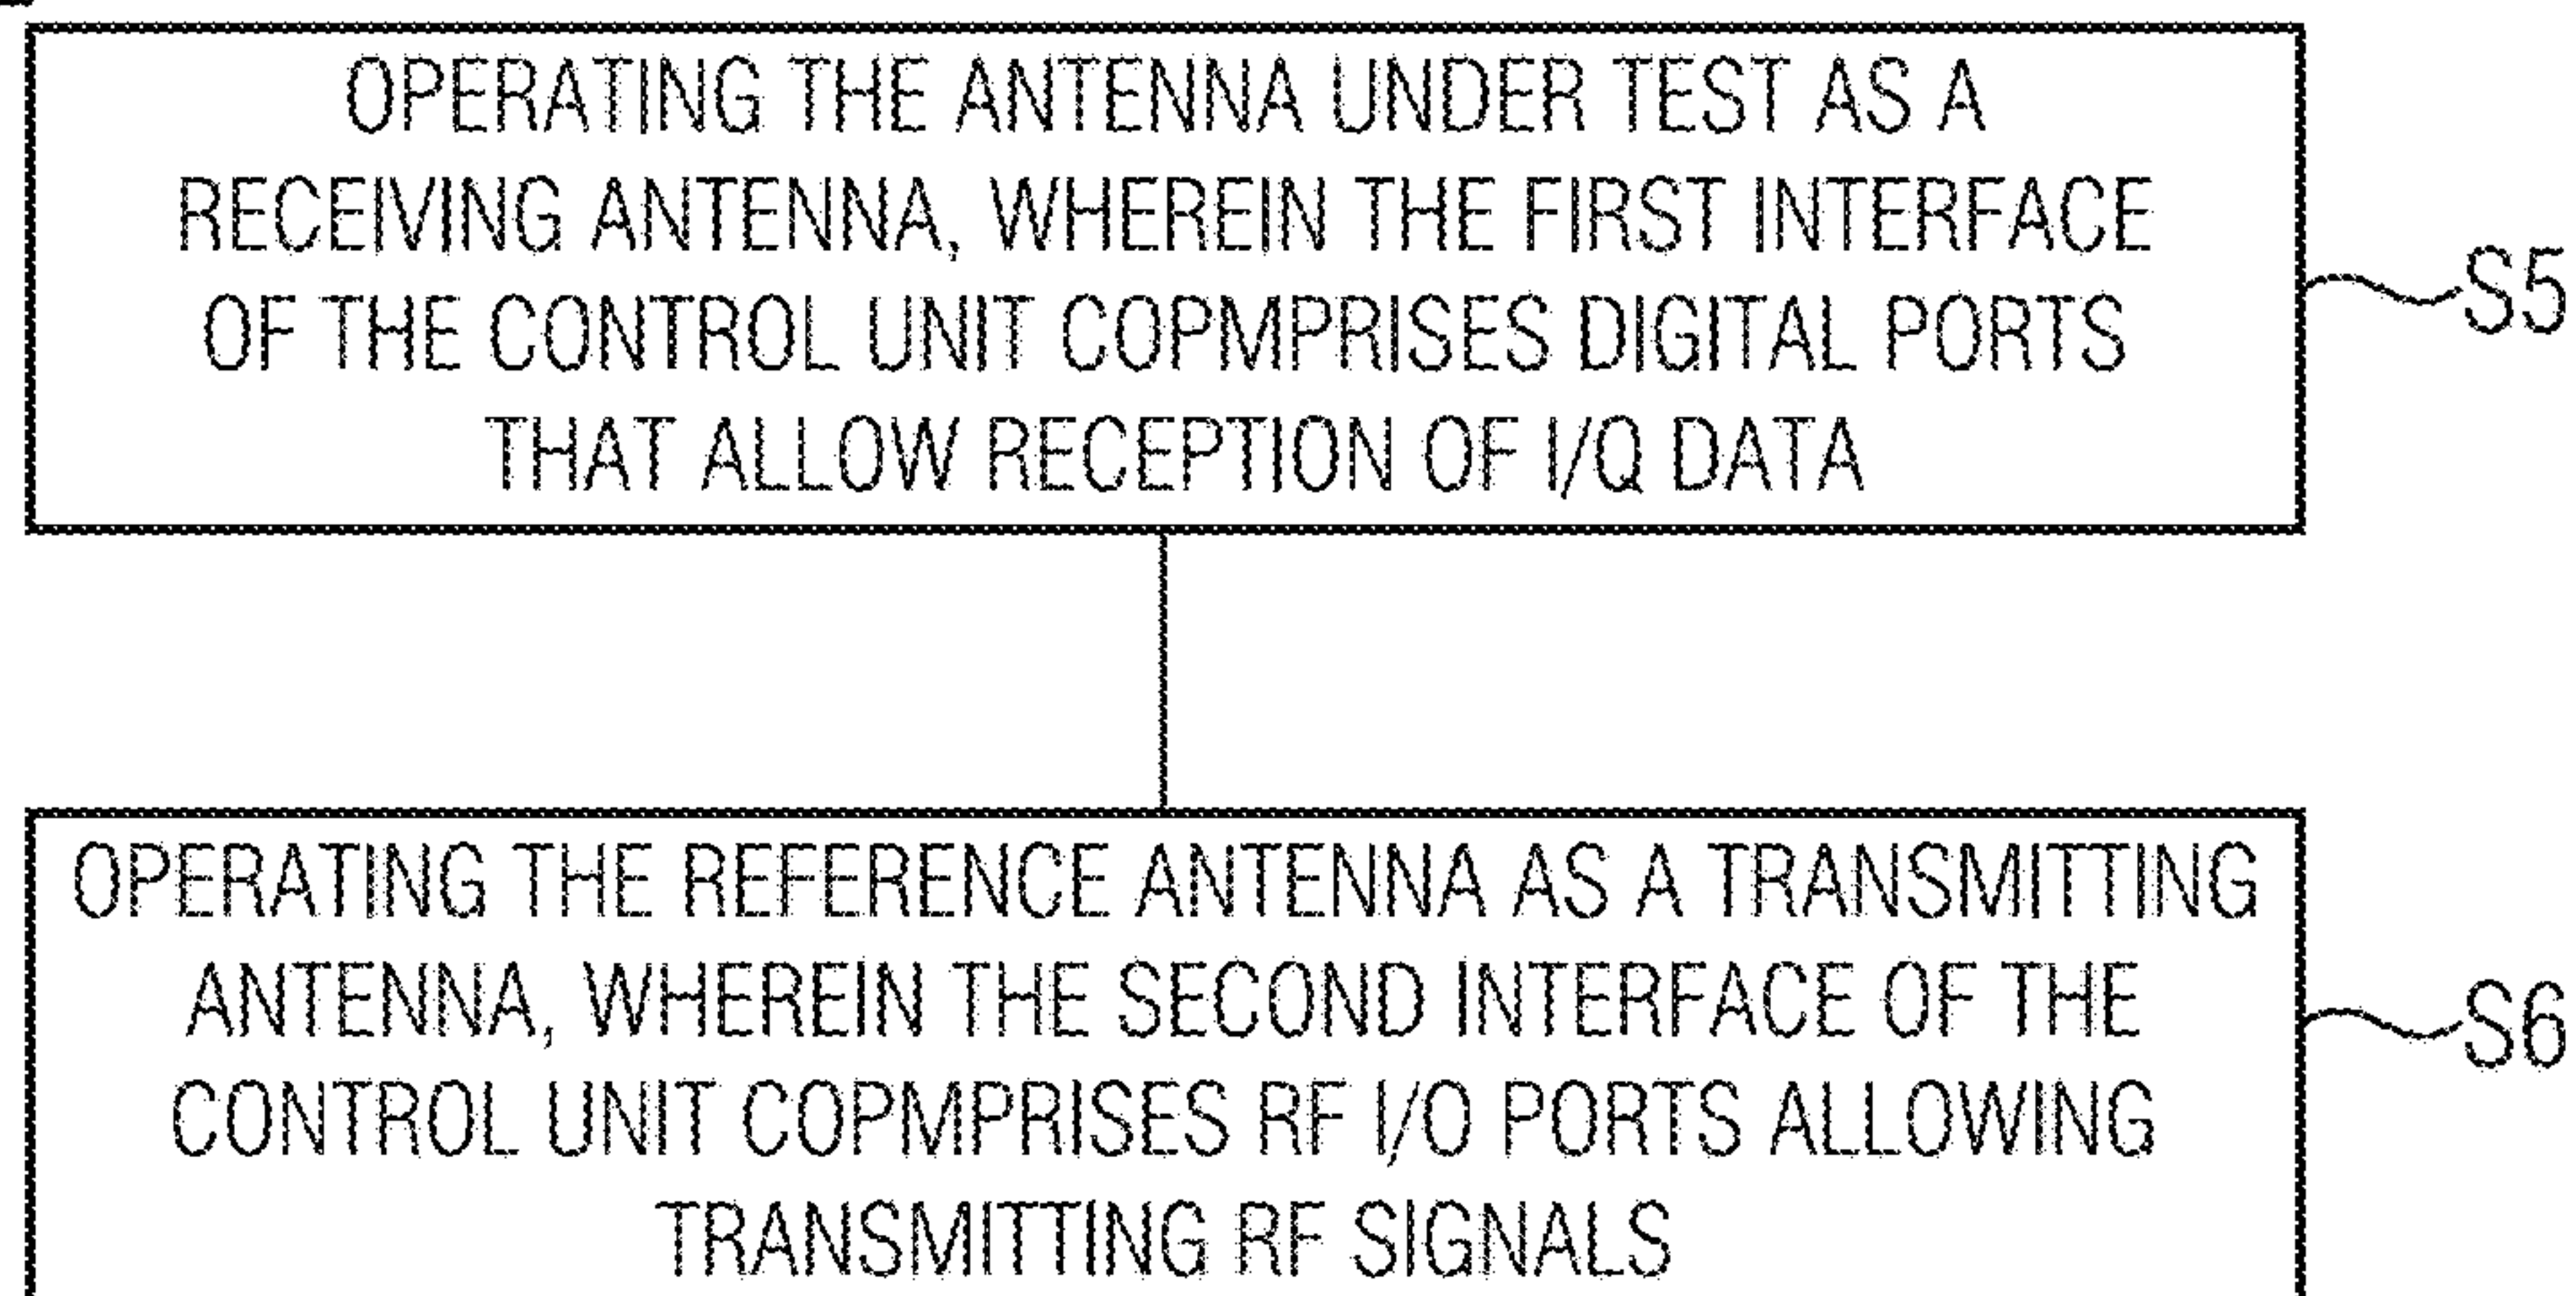 OPERATING THE ANTENNA UNDER TEST AS A
RECEIVING ANTENNA, WHEREIN THE FIRST INTERFACE
OF THE CONTROL UNIT COPMPRISES DIGITAL PORTS
THAT ALLOW RECEPTION OF I/Q DATA
S5
OPERATING THE REFERENCE ANTENNA AS A TRANSMITTING
ANTENNA, WHEREIN THE SECOND INTERFACE OF THE
CONTROL UNIT COPMPRISES RF I/O PORTS ALLOWING
TRANSMITTING RF SIGNALS
S6